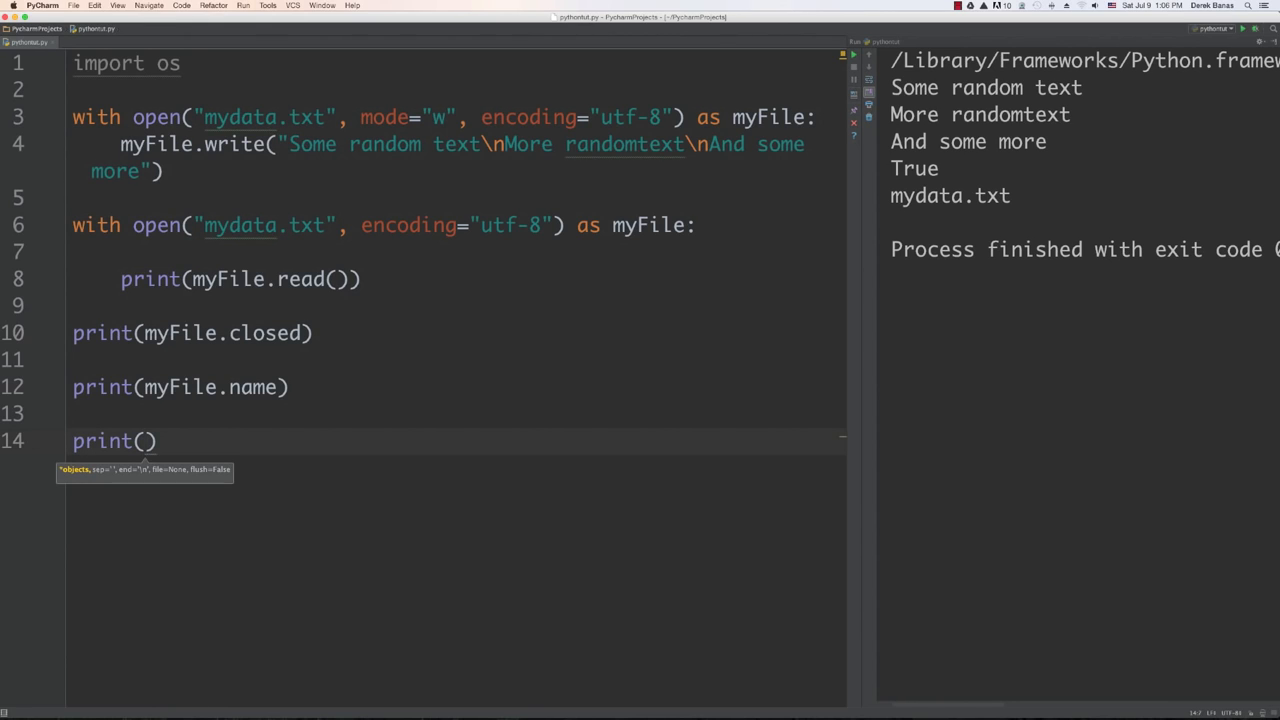 PyCharm File Edit View Navigate Code Refactor Run Tools VCS Window Help
10 Sat Jul 9 1:06 PM Derek Banas
pythontut.py - PycharmProjects - [~/PycharmProjects]
PycharmProjects pythontut.py
pythontut
pythontut.py
Run pythontut
1 import os
2
3 with open("mydata.txt", mode="w", encoding="utf-8") as myFile:
4 myFile.write("Some random text\nMore randomtext\nAnd some
more")
5
6 with open("mydata.txt", encoding="utf-8") as myFile:
7
8 print(myFile.read())
9
10 print(myFile.closed)
11
12 print(myFile.name)
13
14 print()
*objects, sep=' ', end='\n', file=None, flush=False
/Library/Frameworks/Python.framew
Some random text
More randomtext
And some more
True
mydata.txt
Process finished with exit code 0
14:7 LF÷ UTF-8÷